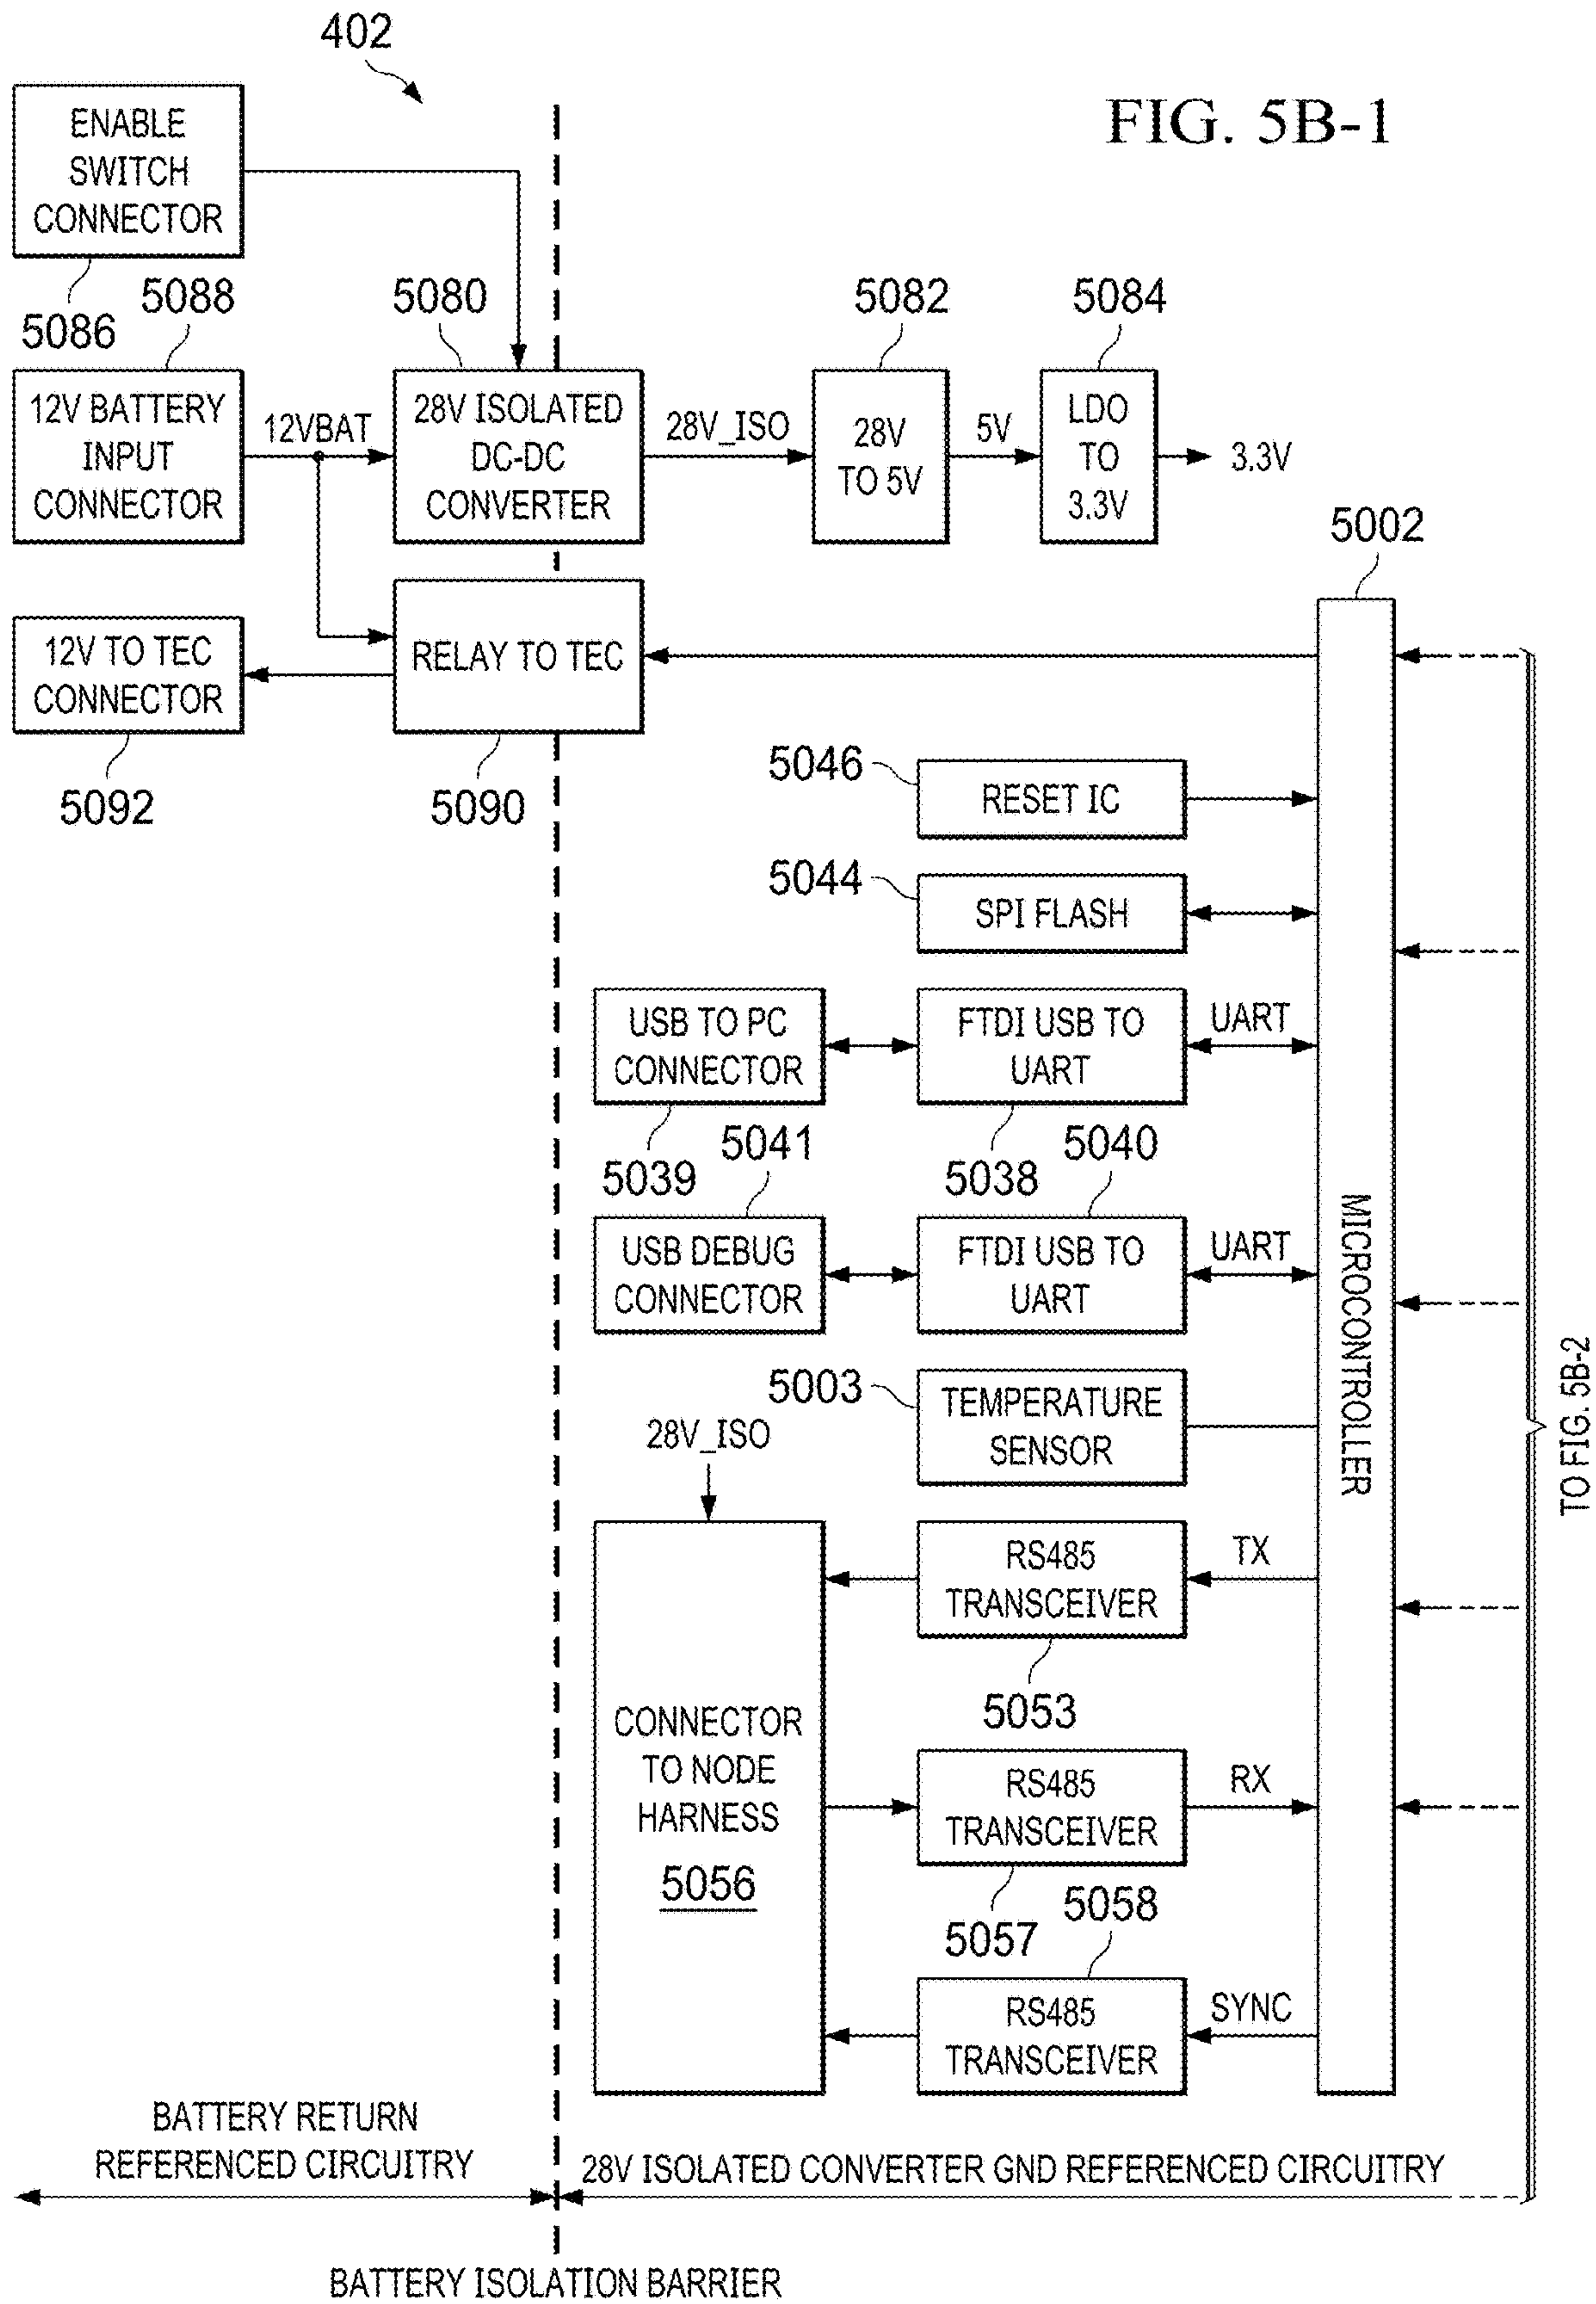 402
FIG. 5B-1
ENABLE
SWITCH
CONNECTOR
5086
5088
5080
5082
5084
12V BATTERY
INPUT
CONNECTOR
12VBAT
28V ISOLATED
DC-DC
CONVERTER
28V_ISO
28V
TO 5V
5V
LDO
TO
3.3V
3.3V
5002
12V TO TEC
CONNECTOR
RELAY TO TEC
5092
5090
5046
RESET IC
5044
SPI FLASH
USB TO PC
CONNECTOR
FTDI USB TO
UART
UART
5039
5041
5038
5040
USB DEBUG
CONNECTOR
FTDI USB TO
UART
UART
MICROCONTROLLER
TO FIG. 5B-2
5003
TEMPERATURE
SENSOR
28V_ISO
RS485
TRANSCEIVER
TX
5053
CONNECTOR
TO NODE
HARNESS
5056
RS485
TRANSCEIVER
RX
5057
5058
RS485
TRANSCEIVER
SYNC
BATTERY RETURN
REFERENCED CIRCUITRY
28V ISOLATED CONVERTER GND REFERENCED CIRCUITRY
BATTERY ISOLATION BARRIER